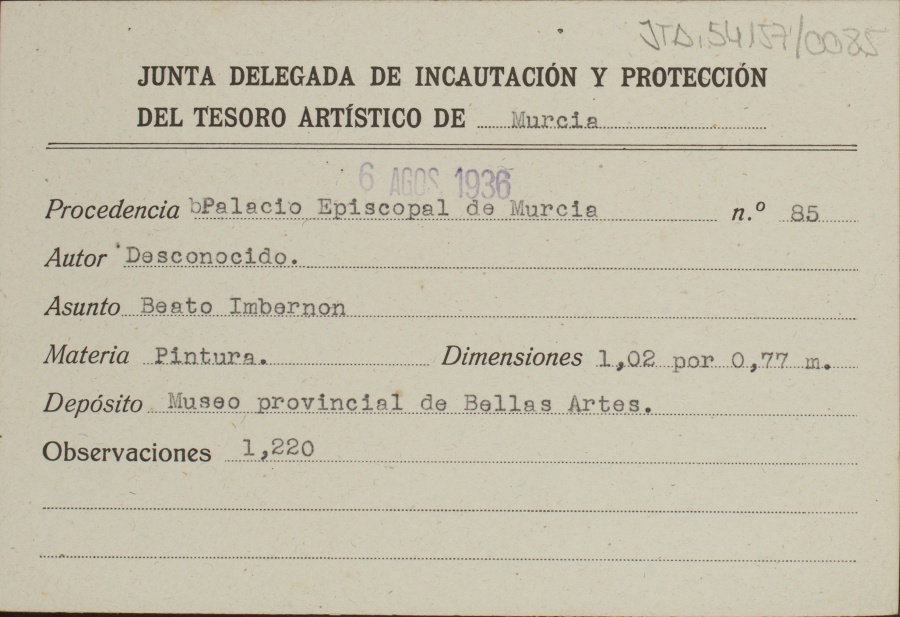 JTD,54157/0085
JUNTA DELEGADA DE INCAUTACIÓN Y PROTECCIÓN
DEL TESORO ARTÍSTICO DE Murcia
6 AGOS. 1936
Procedencia bPalacio Episcopal de Murcia n.º 85
Autor Desconocido.
Asunto Beato Imbernon
Materia Pintura. Dimensiones 1,02 por 0,77 m.
Depósito Museo provincial de Bellas Artes.
Observaciones 1,220